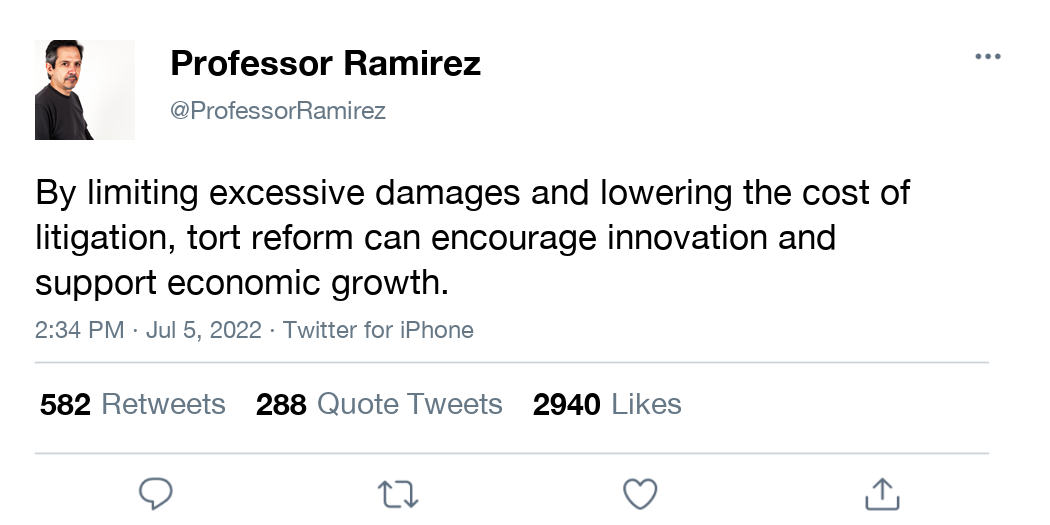 Professor Ramirez
@ProfessorRamirez
By limiting excessive damages and lowering the cost of
litigation, tort reform can encourage innovation and
support economic growth.
2:34 PM · Jul 5, 2022 · Twitter for iPhone
582 Retweets 288 Quote Tweets 2940 Likes